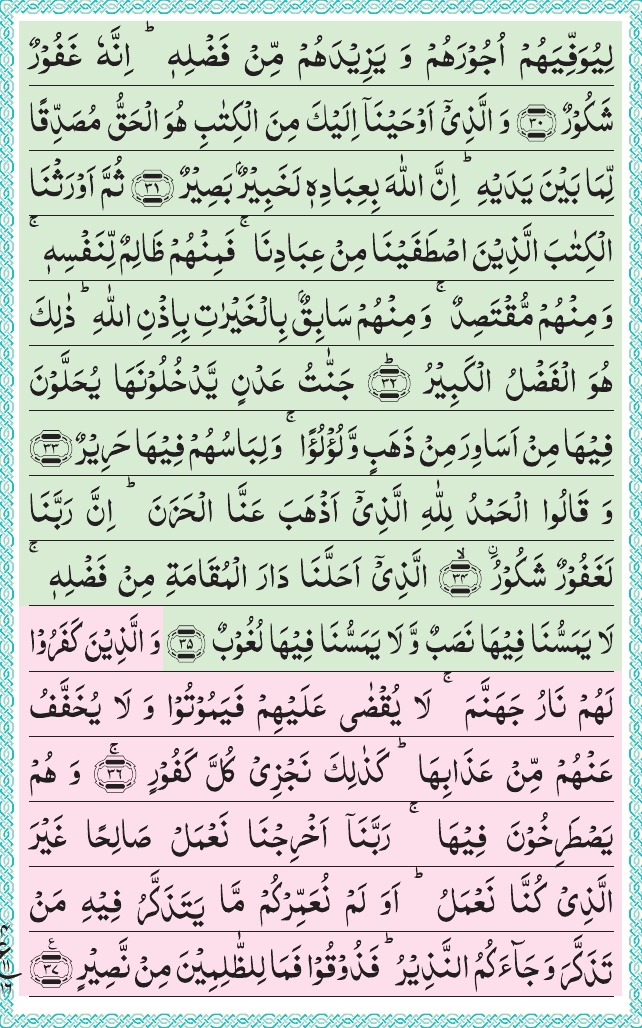 لِيُوَفِّيَهُمْ اُجُوْرَهُمْ وَ يَزِيْدَهُمْ مِّنْ فَضْلِهٖ ؕ اِنَّهٗ غَفُوْرٌ
شَكُوْرٌ ﴿۳۰﴾ وَ الَّذِيْۤ اَوْحَيْنَاۤ اِلَيْكَ مِنَ الْكِتٰبِ هُوَ الْحَقُّ مُصَدِّقًا
لِّمَا بَيْنَ يَدَيْهِ ؕ اِنَّ اللّٰهَ بِعِبَادِهٖ لَخَبِيْرٌۢ بَصِيْرٌ ﴿۳۱﴾ ثُمَّ اَوْرَثْنَا
الْكِتٰبَ الَّذِيْنَ اصْطَفَيْنَا مِنْ عِبَادِنَا ۚ فَمِنْهُمْ ظَالِمٌ لِّنَفْسِهٖ ۚ
وَ مِنْهُمْ مُّقْتَصِدٌ ۚ وَ مِنْهُمْ سَابِقٌۢ بِالْخَيْرٰتِ بِاِذْنِ اللّٰهِ ؕ ذٰلِكَ
هُوَ الْفَضْلُ الْكَبِيْرُ ؕ﴿۳۲﴾ جَنّٰتُ عَدْنٍ يَّدْخُلُوْنَهَا يُحَلَّوْنَ
فِيْهَا مِنْ اَسَاوِرَ مِنْ ذَهَبٍ وَّ لُؤْلُؤًا ۚ وَ لِبَاسُهُمْ فِيْهَا حَرِيْرٌ ﴿۳۳﴾
وَ قَالُوا الْحَمْدُ لِلّٰهِ الَّذِيْۤ اَذْهَبَ عَنَّا الْحَزَنَ ؕ اِنَّ رَبَّنَا
لَغَفُوْرٌ شَكُوْرُ ۣ ۙ﴿۳۴﴾ الَّذِيْۤ اَحَلَّنَا دَارَ الْمُقَامَةِ مِنْ فَضْلِهٖ ۚ
لَا يَمَسُّنَا فِيْهَا نَصَبٌ وَّ لَا يَمَسُّنَا فِيْهَا لُغُوْبٌ ﴿۳۵﴾ وَ الَّذِيْنَ كَفَرُوْا
لَهُمْ نَارُ جَهَنَّمَ ۚ لَا يُقْضٰى عَلَيْهِمْ فَيَمُوْتُوْا وَ لَا يُخَفَّفُ
عَنْهُمْ مِّنْ عَذَابِهَا ؕ كَذٰلِكَ نَجْزِيْ كُلَّ كَفُوْرٍ ۚ﴿۳۶﴾ وَ هُمْ
يَصْطَرِخُوْنَ فِيْهَا ۚ رَبَّنَاۤ اَخْرِجْنَا نَعْمَلْ صَالِحًا غَيْرَ
الَّذِيْ كُنَّا نَعْمَلُ ؕ اَوَ لَمْ نُعَمِّرْكُمْ مَّا يَتَذَكَّرُ فِيْهِ مَنْ
تَذَكَّرَ وَ جَآءَكُمُ النَّذِيْرُ ؕ فَذُوْقُوْا فَمَا لِلظّٰلِمِيْنَ مِنْ نَّصِيْرٍ ﴿۳۷﴾